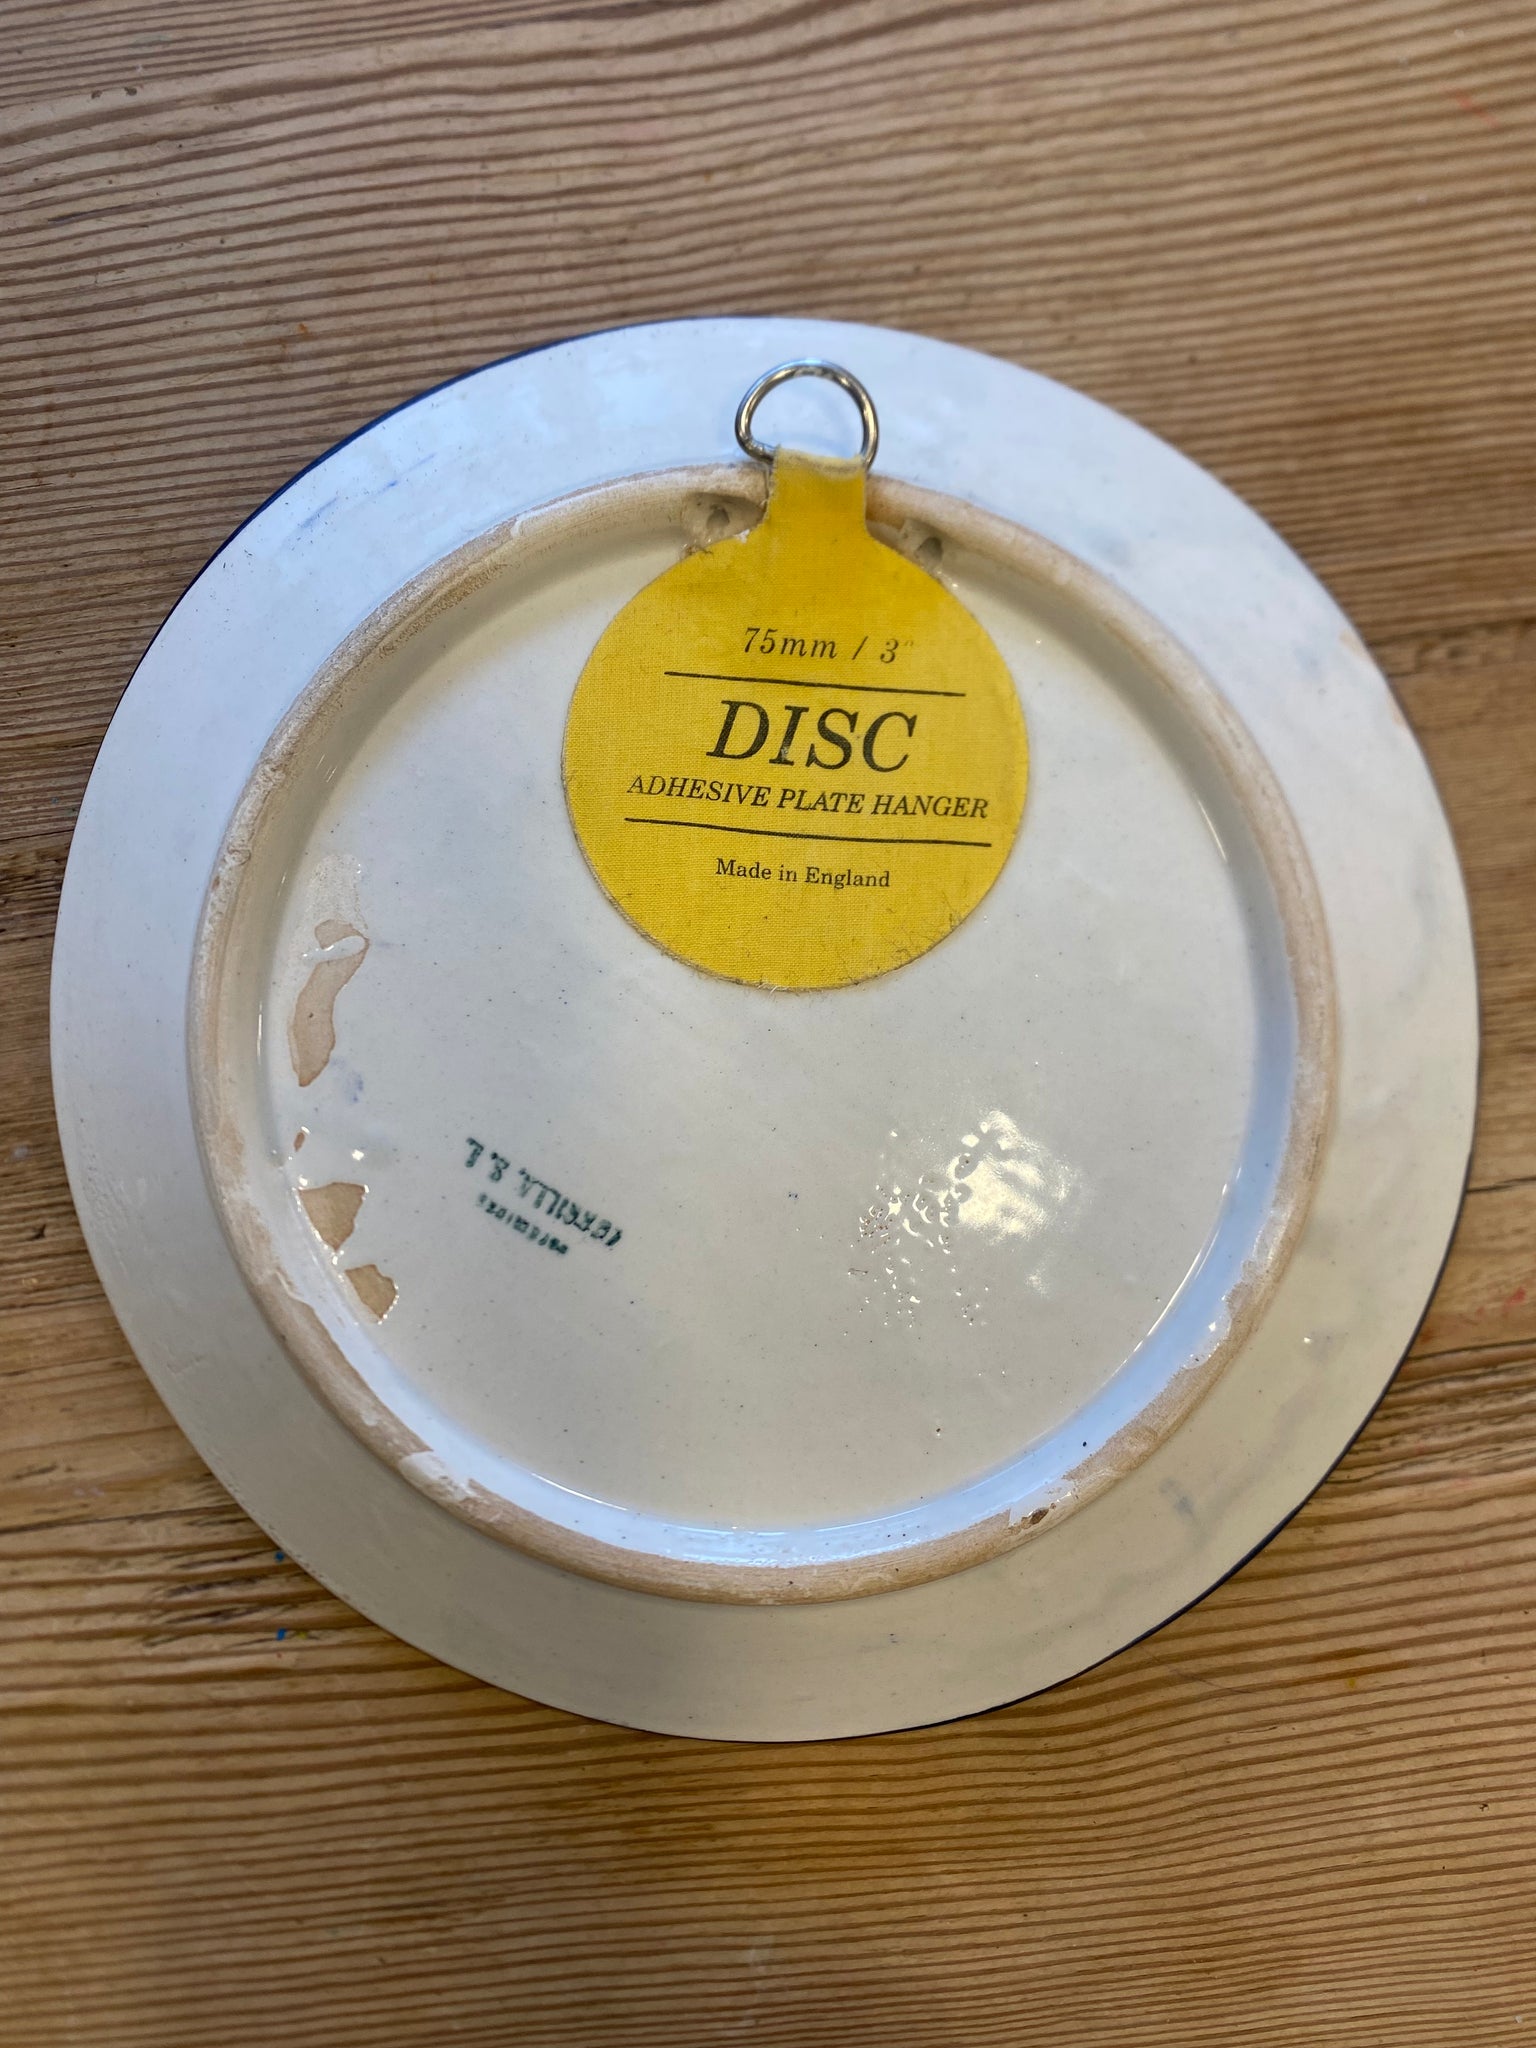 75mm / 3"
DISC
ADHESIVE PLATE HANGER
Made in England